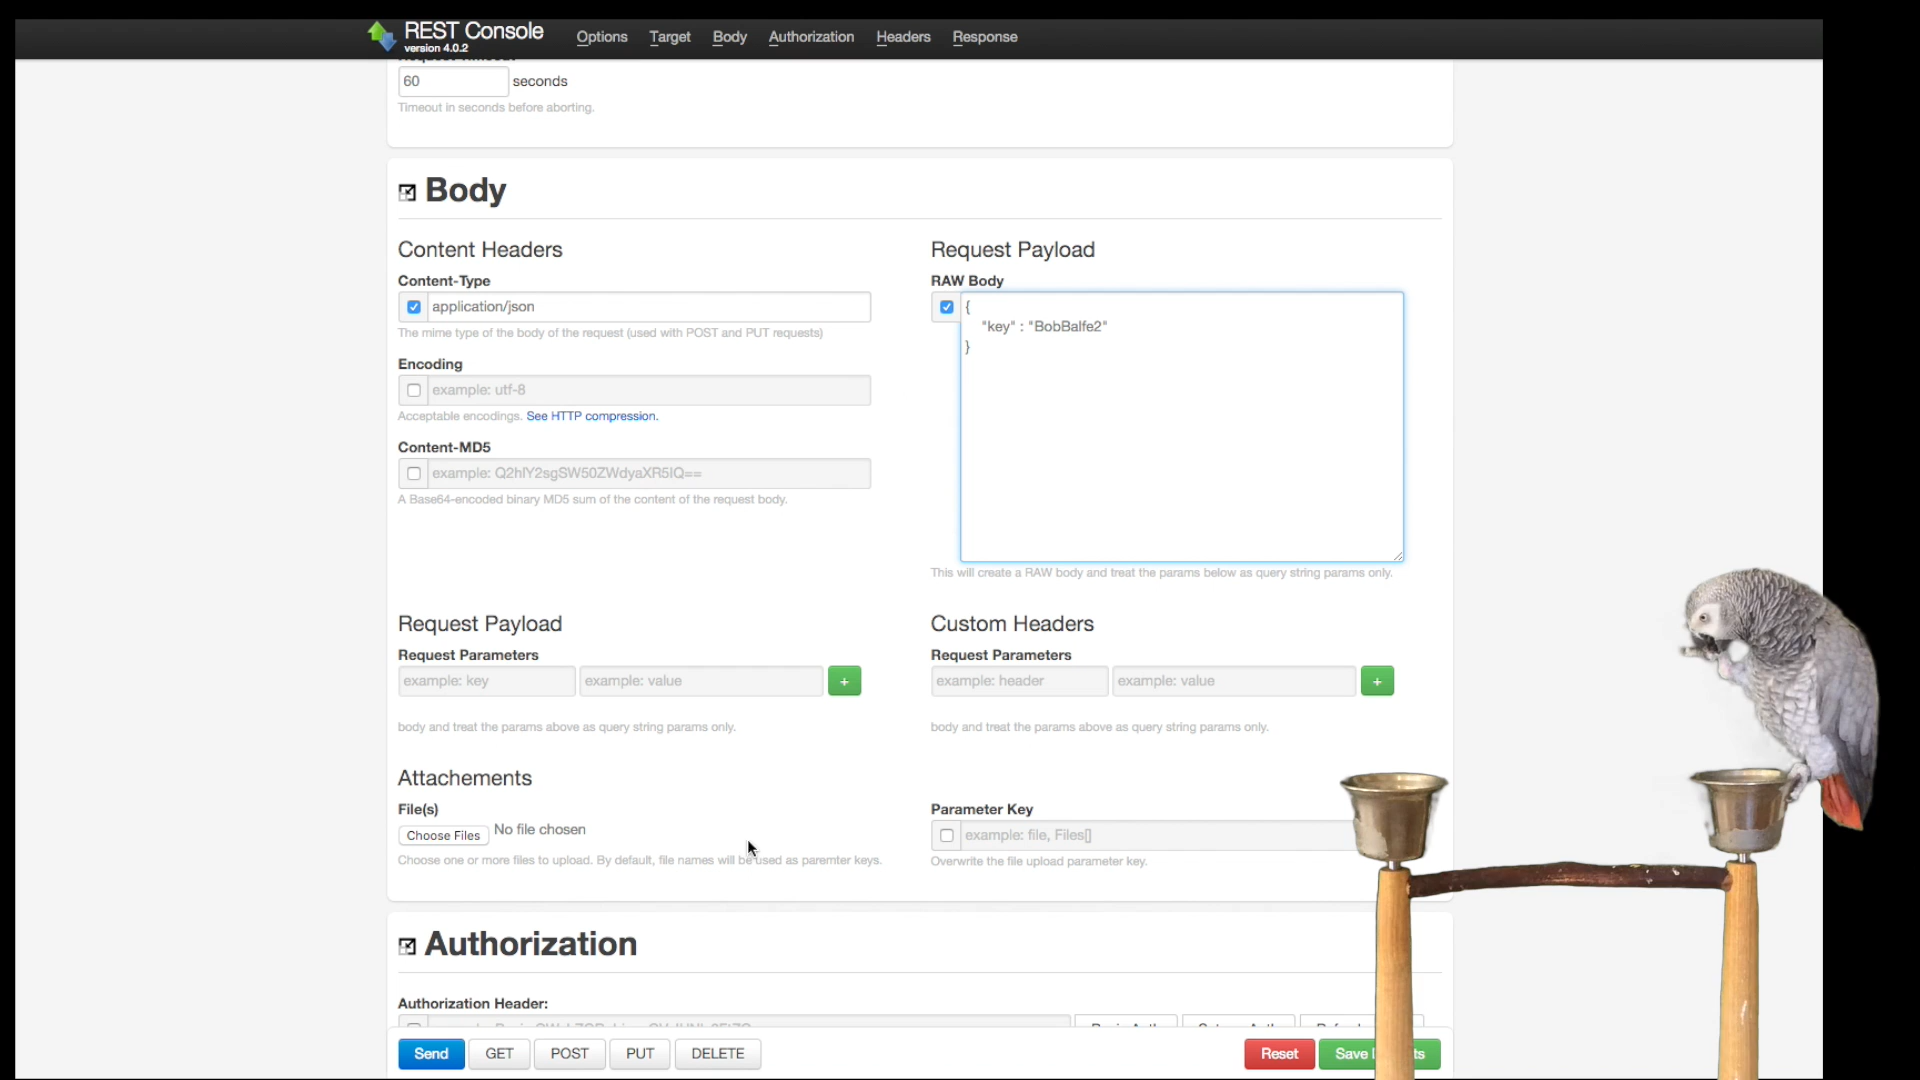 REST Console
version 4.0.2
Options Target Body Authorization Headers Response
60 seconds
Timeout in seconds before aborting.
Body
Content Headers
Content-Type
application/json
The mime type of the body of the request (used with POST and PUT requests)
Encoding
example: utf-8
Acceptable encodings. See HTTP compression.
Content-MD5
example: Q2hlY2sgSW50ZWdyaXR5IQ==
A Base64-encoded binary MD5 sum of the content of the request body.
Request Payload
RAW Body
{
"key" : "BobBalfe2"
}
This will create a RAW body and treat the params below as query string params only.
Request Payload
Request Parameters
example: key example: value +
body and treat the params above as query string params only.
Custom Headers
Request Parameters
example: header example: value +
body and treat the params above as query string params only.
Attachements
File(s)
Choose Files No file chosen
Choose one or more files to upload. By default, file names will be used as paremter keys.
Parameter Key
example: file, Files[]
Overwrite the file upload parameter key.
Authorization
Authorization Header:
Send GET POST PUT DELETE Reset Save